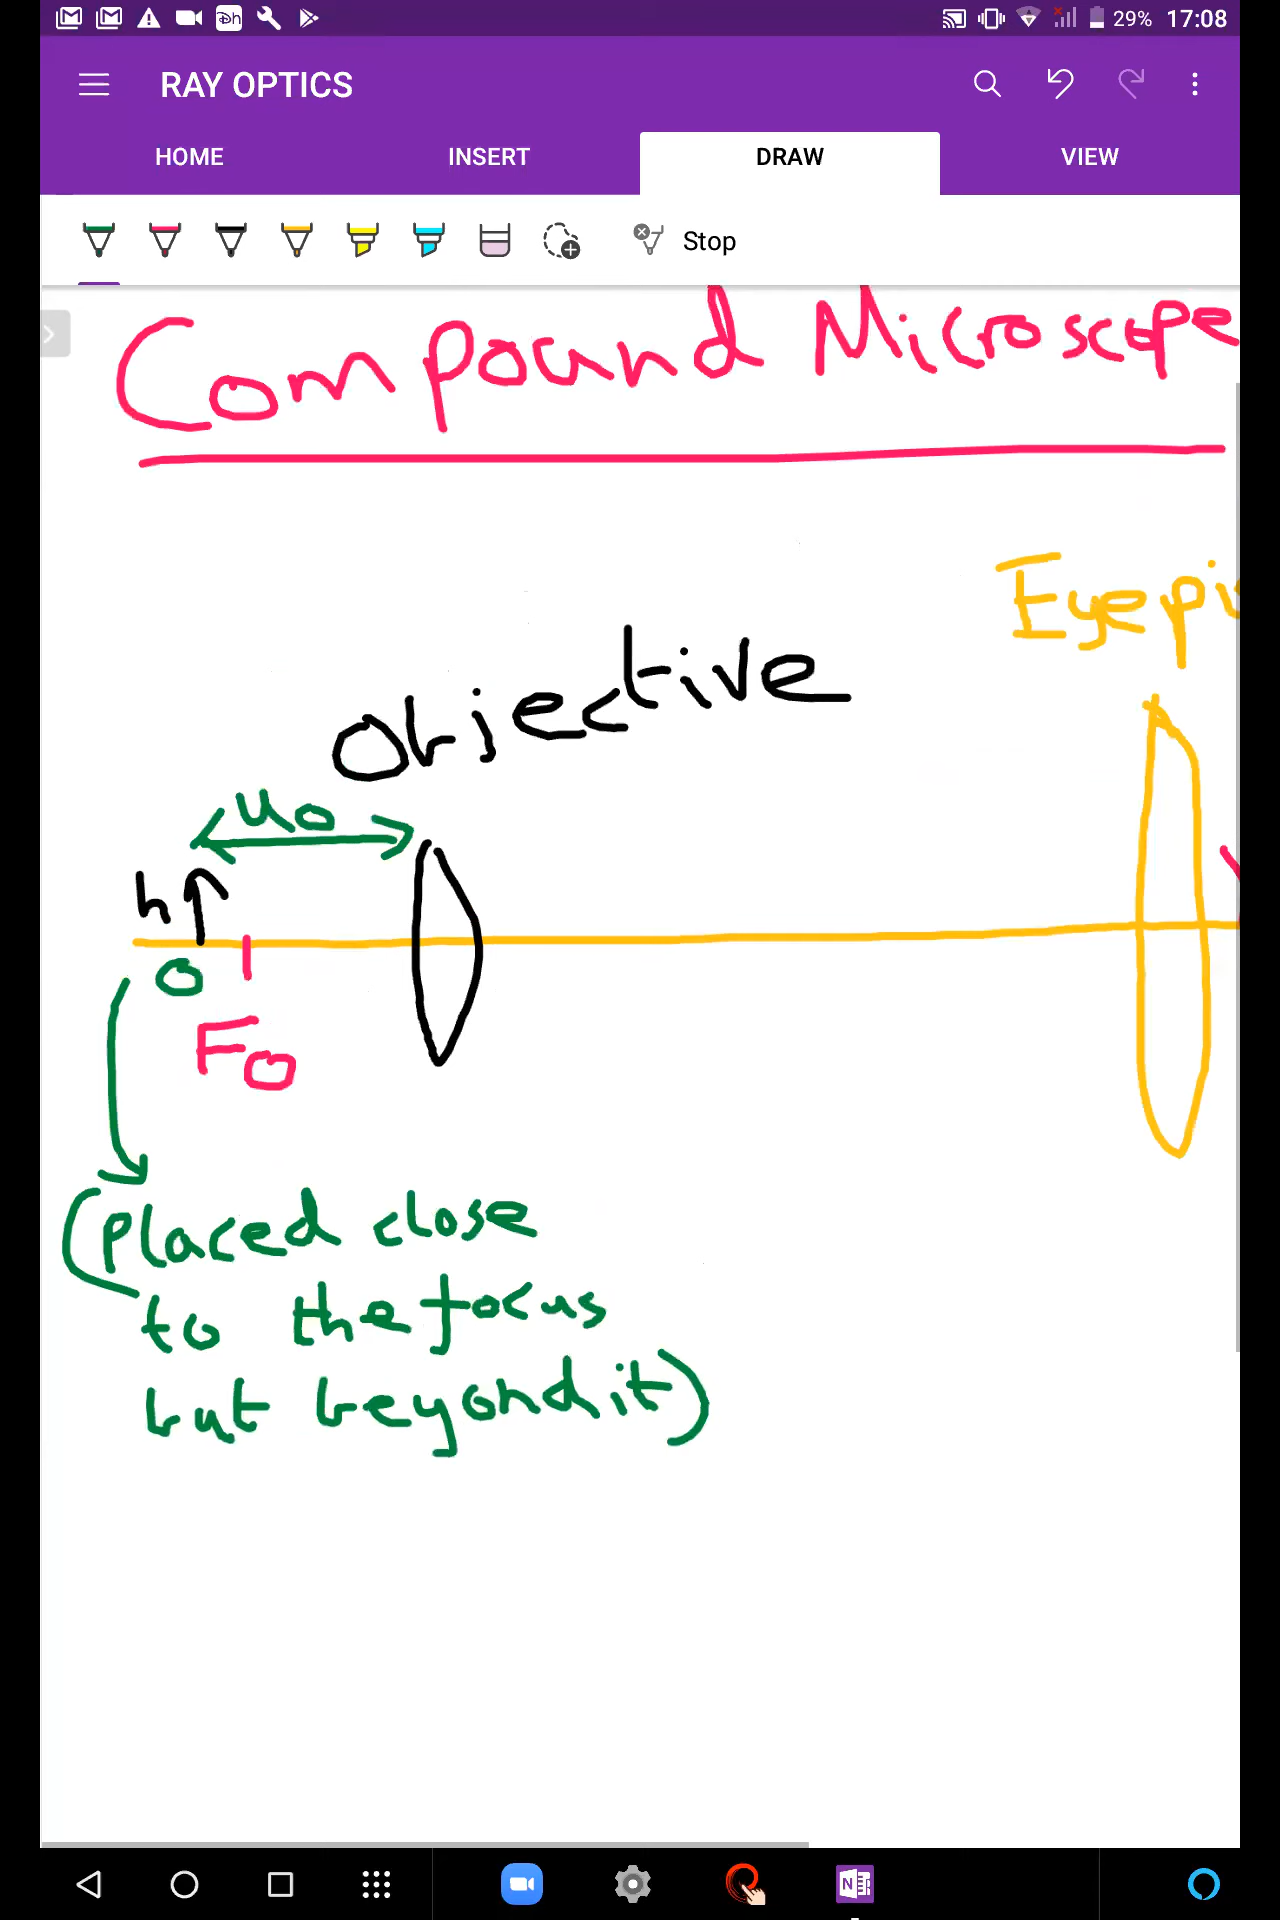 29% 17:08
RAY OPTICS
HOME INSERT DRAW VIEW
Stop
Compound Microscope
Eyepi
Objective
uo
h
O
Fo
(Placed close
to the focus
but beyond it)